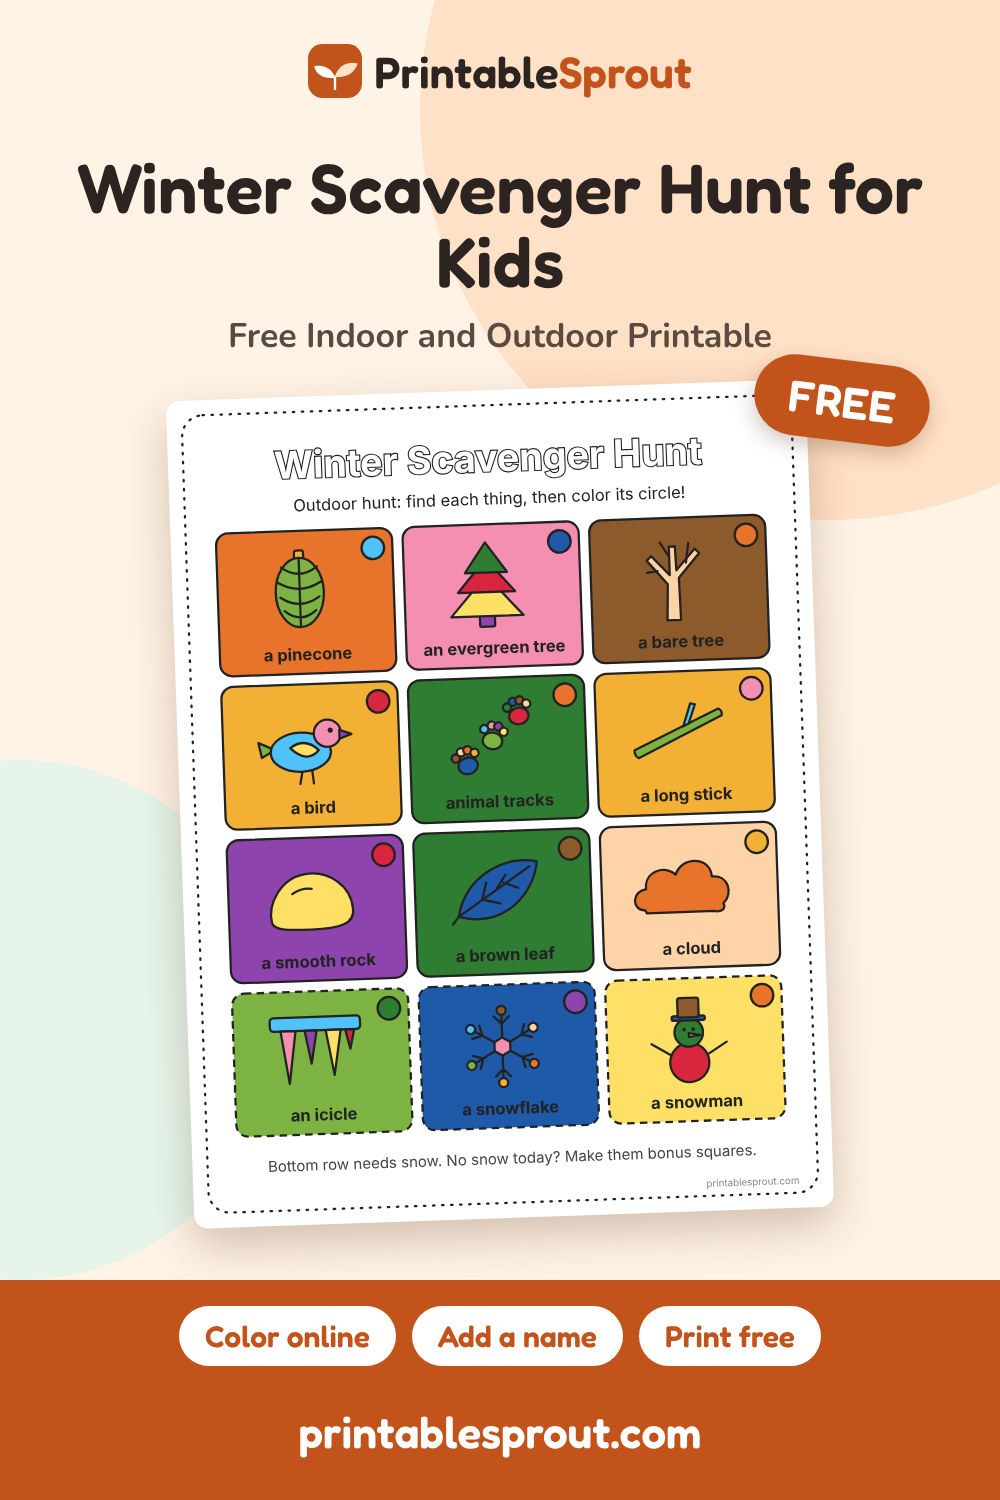 PrintableSprout
Winter Scavenger Hunt for
Kids
Free Indoor and Outdoor Printable
FREE
Winter Scavenger Hunt
Outdoor hunt: find each thing, then color its circle!
a pinecone
an evergreen tree
a bare tree
a bird
animal tracks
a long stick
a smooth rock
a brown leaf
a cloud
an icicle
a snowflake
a snowman
Bottom row needs snow. No snow today? Make them bonus squares.
printablesprout.com
Color online
Add a name
Print free
printablesprout.com